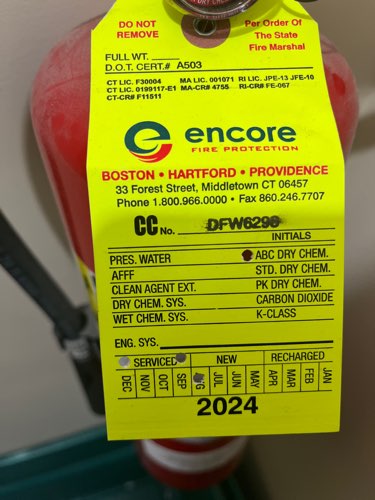 DO NOT
REMOVE
Per Order Of
The State
Fire Marshal
FULL WT.
D.O.T. CERT.# A503
CT LIC. F30004 MA LIC. 001071 RI LIC. JPE-13 JFE-10
CT LIC. 0199117-E1 MA-CR# 4755 RI-CR# FE-067
CT-CR# F11511
encore
FIRE PROTECTION
BOSTON • HARTFORD • PROVIDENCE
33 Forest Street, Middletown CT 06457
Phone 1.800.966.0000 • Fax 860.246.7707
CC No. DFW6298
INITIALS
PRES. WATER ABC DRY CHEM.
AFFF STD. DRY CHEM.
CLEAN AGENT EXT. PK DRY CHEM.
DRY CHEM. SYS. CARBON DIOXIDE
WET CHEM. SYS. K-CLASS
ENG. SYS.
SERVICED NEW RECHARGED
DEC NOV OCT SEP JUL JUN MAY APR MAR FEB JAN
2024